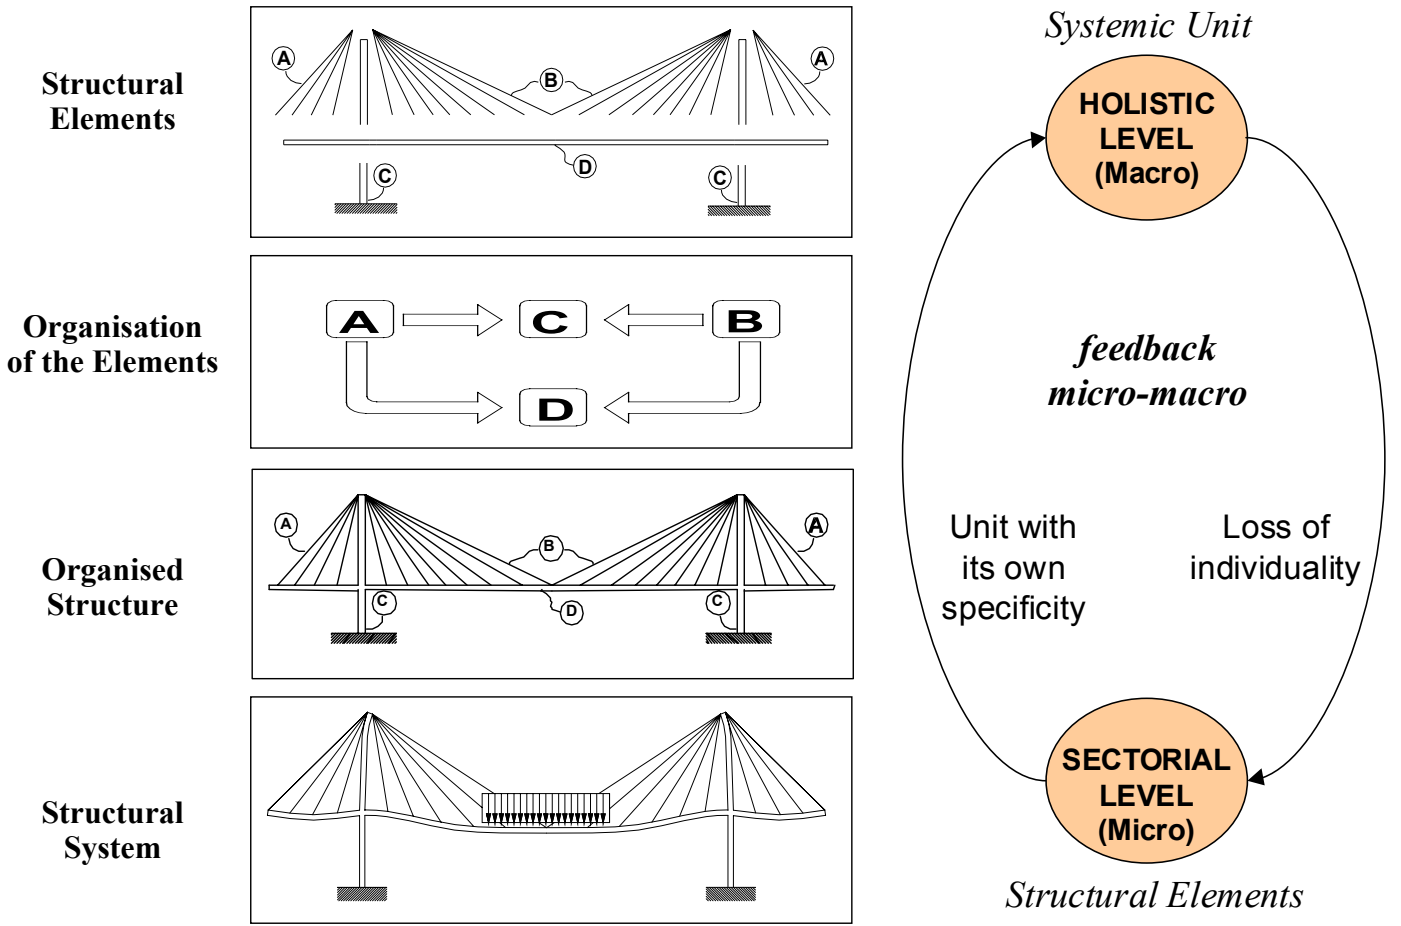 Structural
Elements
A
B
A
D
C
C
Organisation
of the Elements
A
C
B
D
Organised
Structure
A
B
A
C
D
C
Structural
System
Systemic Unit
HOLISTIC
LEVEL
(Macro)
feedback
micro-macro
Unit with
its own
specificity
Loss of
individuality
SECTORIAL
LEVEL
(Micro)
Structural Elements